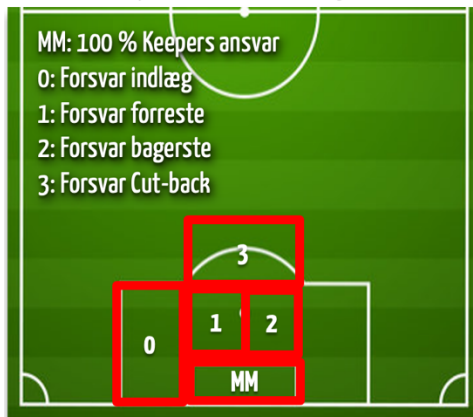 MM: 100 % Keepers ansvar
0: Forsvar indlæg
1: Forsvar forreste
2: Forsvar bagerste
3: Forsvar Cut-back
3
1 2
0
MM